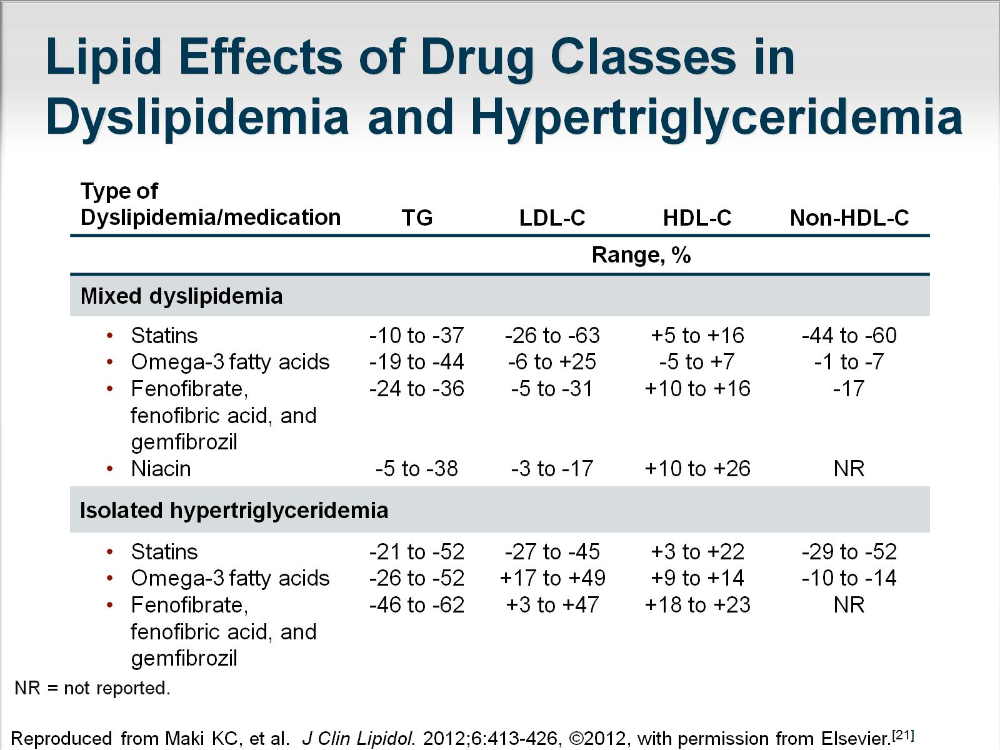 Lipid Effects of Drug Classes in
Dyslipidemia and Hypertriglyceridemia
Type of
Dyslipidemia/medication TG LDL-C HDL-C Non-HDL-C
Range, %
Mixed dyslipidemia
• Statins -10 to -37 -26 to -63 +5 to +16 -44 to -60
• Omega-3 fatty acids -19 to -44 -6 to +25 -5 to +7 -1 to -7
• Fenofibrate, -24 to -36 -5 to -31 +10 to +16 -17
fenofibric acid, and
gemfibrozil
• Niacin -5 to -38 -3 to -17 +10 to +26 NR
Isolated hypertriglyceridemia
• Statins -21 to -52 -27 to -45 +3 to +22 -29 to -52
• Omega-3 fatty acids -26 to -52 +17 to +49 +9 to +14 -10 to -14
• Fenofibrate, -46 to -62 +3 to +47 +18 to +23 NR
fenofibric acid, and
gemfibrozil
NR = not reported.
Reproduced from Maki KC, et al. J Clin Lipidol. 2012;6:413-426, ©2012, with permission from Elsevier.[21]